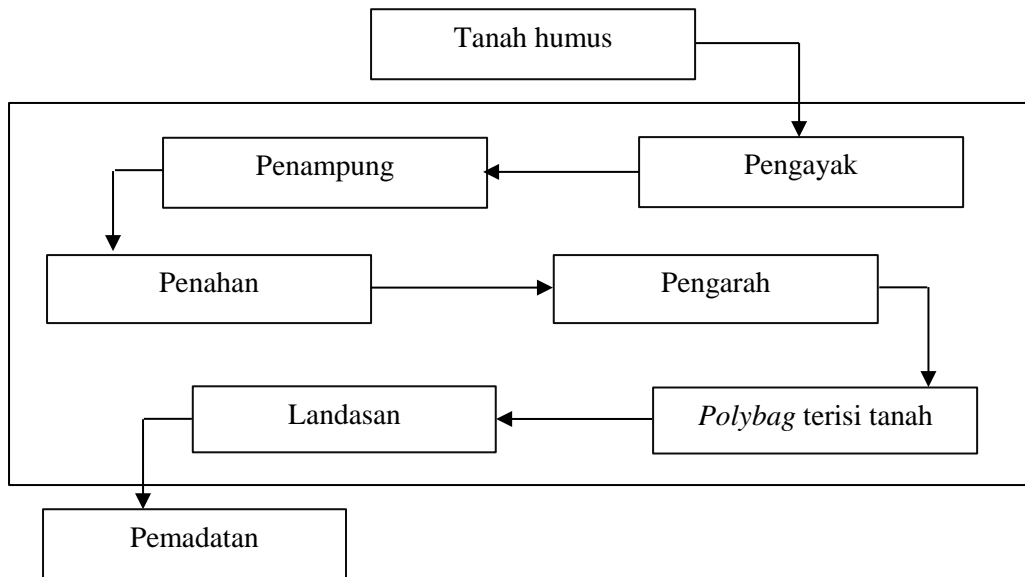 Tanah humus
Pengayak
Penampung
Penahan
Pengarah
Polybag terisi tanah
Landasan
Pemadatan